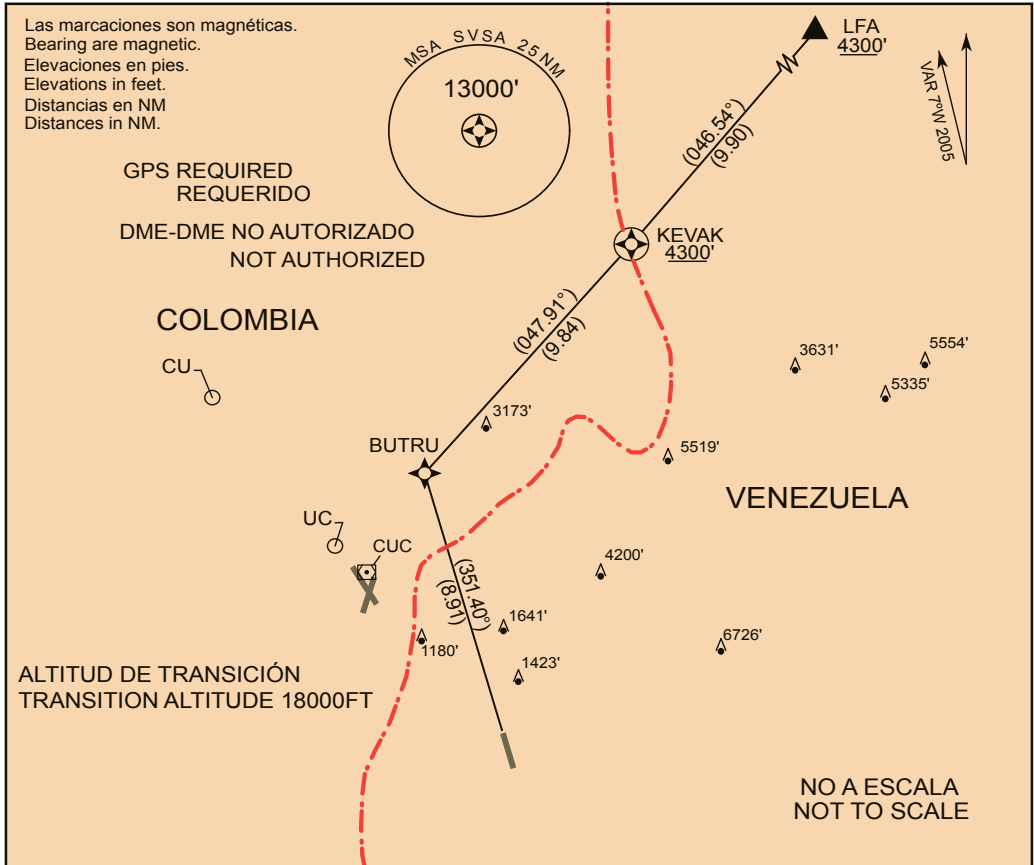 Las marcaciones son magnéticas.
Bearing are magnetic.
Elevaciones en pies.
Elevations in feet.
Distancias en NM
Distances in NM.
MSA SVSA 25NM
13000'
LFA
4300'
VAR 7ºW 2005
(046.54°)
(9.90)
GPS REQUIRED
REQUERIDO
DME-DME NO AUTORIZADO
NOT AUTHORIZED
KEVAK
4300'
COLOMBIA
(047.91°)
(9.84)
CU
3631'
5554'
5335'
3173'
BUTRU
5519'
VENEZUELA
UC
CUC
4200'
(351.40°)
(8.91)
1641'
1180'
6726'
1423'
ALTITUD DE TRANSICIÓN
TRANSITION ALTITUDE 18000FT
NO A ESCALA
NOT TO SCALE